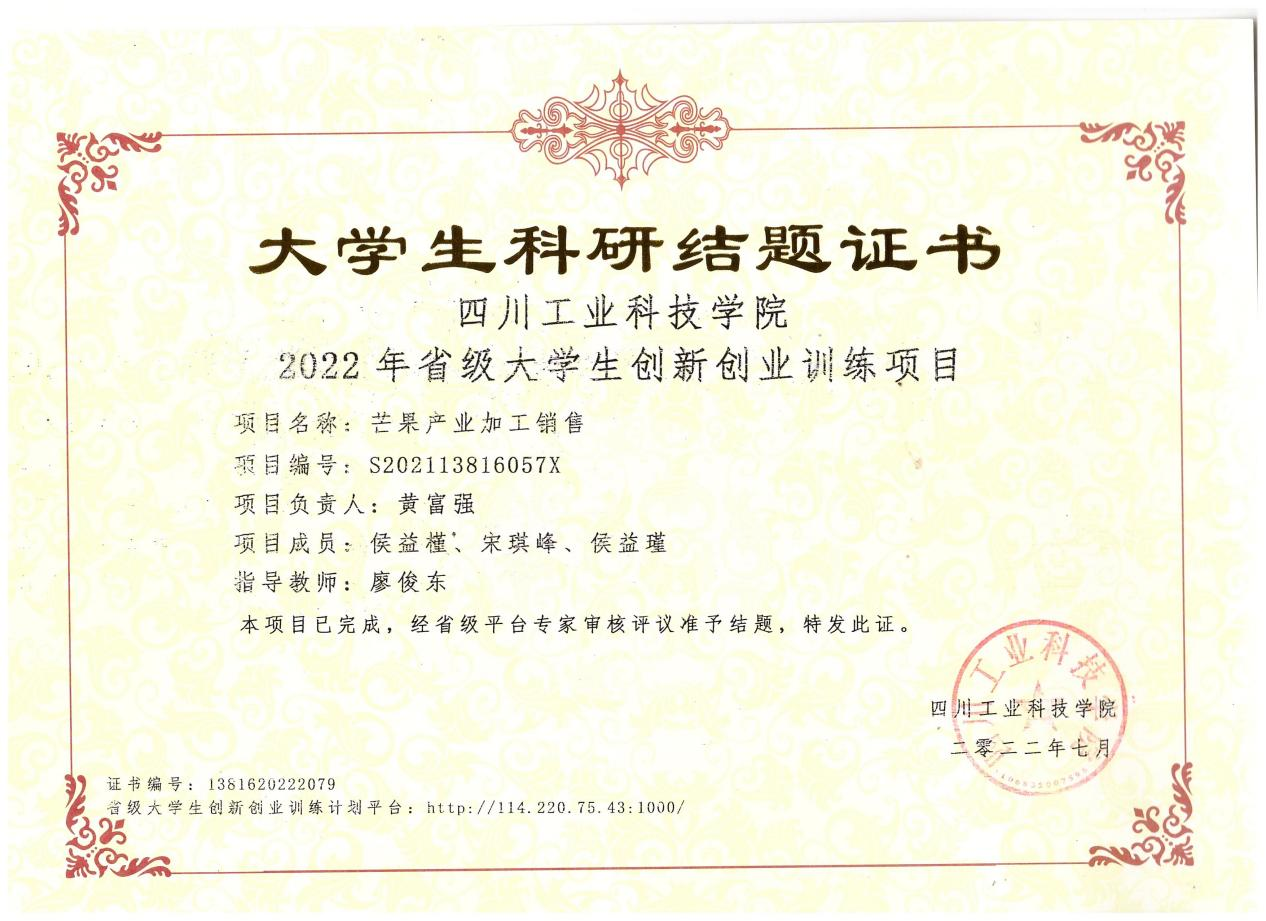 大学生科研结题证书
四川工业科技学院
2022 年省级大学生创新创业训练项目
项目名称：芒果产业加工销售
项目编号：S202113816057X
项目负责人：黄富强
项目成员：侯益槿、宋琪峰、侯益瑾
指导教师：廖俊东
本项目已完成，经省级平台专家审核评议准予结题，特发此证。
四川工业科技学院
二零二二年七月
证书编号：1381620222079
省级大学生创新创业训练计划平台：http://114.220.75.43:1000/
四川工业科技学院